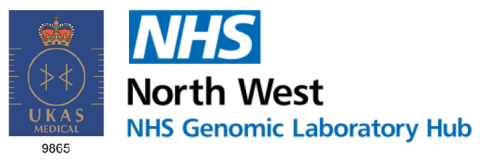 UKAS
MEDICAL
9865
NHS
North West
NHS Genomic Laboratory Hub